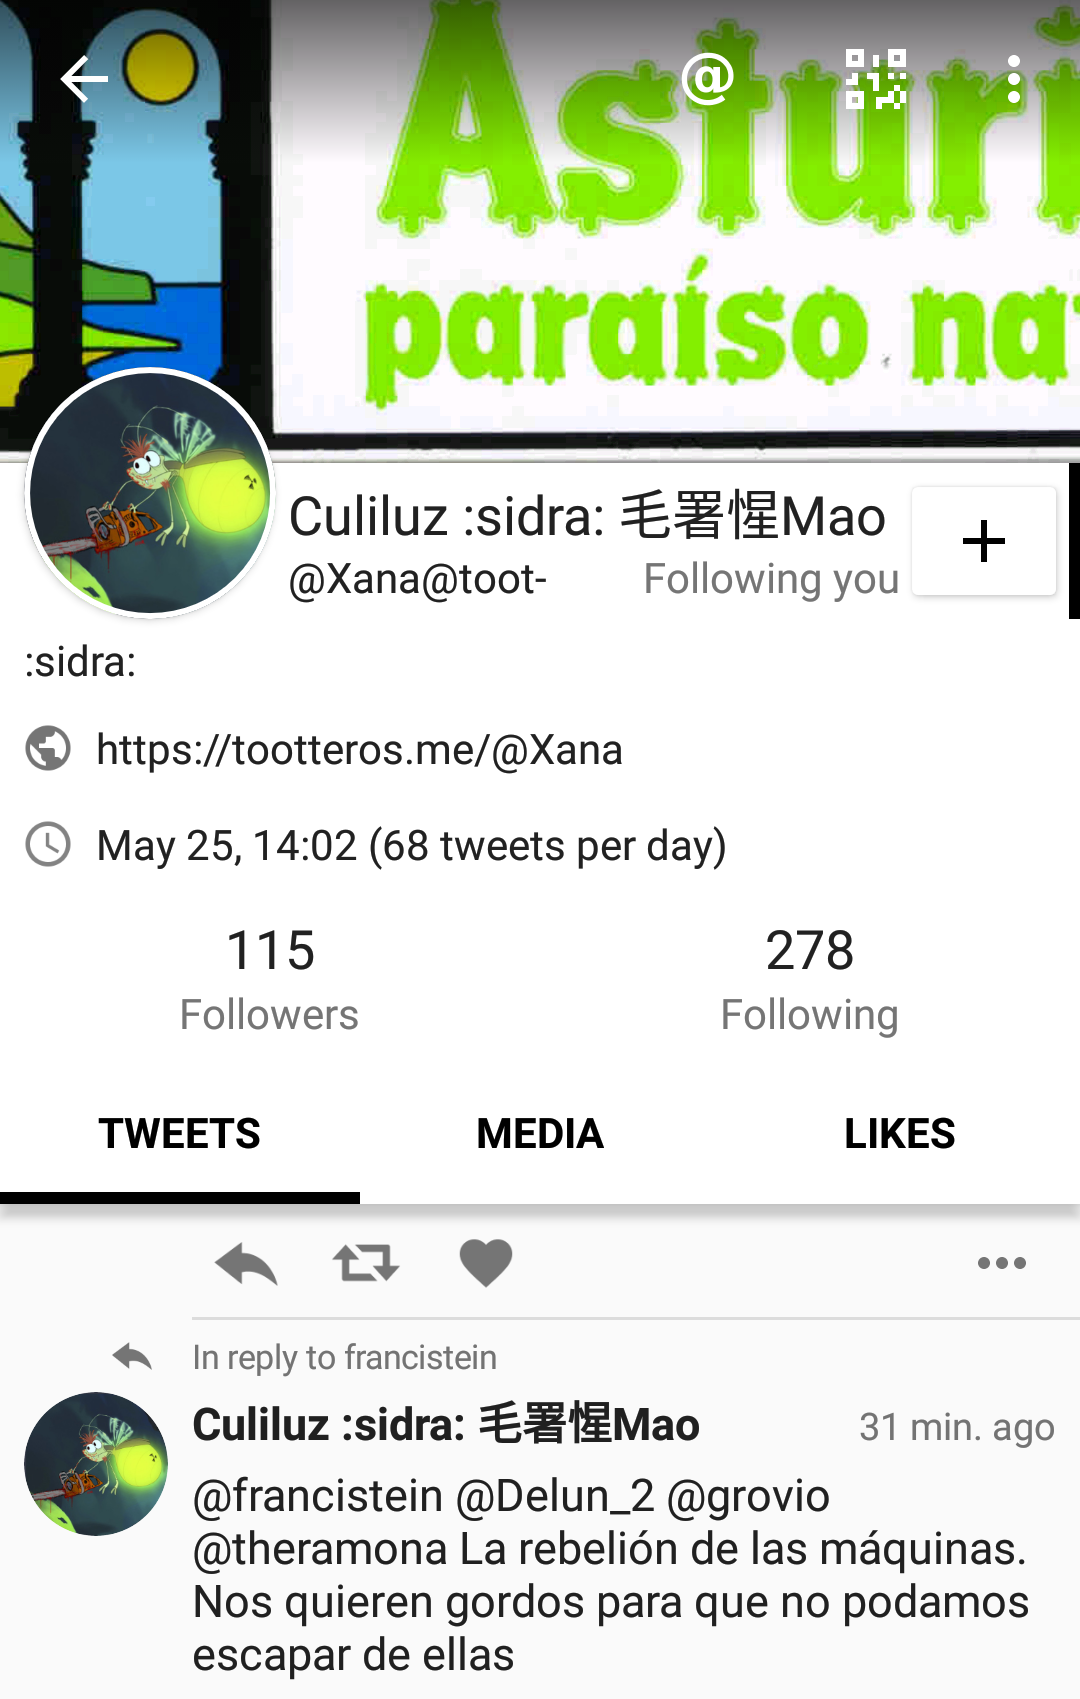 Asturi
paraíso nat
Culiluz :sidra: 毛署惺Mao
@Xana@toot-
Following you
:sidra:
https://tootteros.me/@Xana
May 25, 14:02 (68 tweets per day)
115
Followers
278
Following
TWEETS
MEDIA
LIKES
In reply to francistein
Culiluz :sidra: 毛署惺Mao
31 min. ago
@francistein @Delun_2 @grovio
@theramona La rebelión de las máquinas.
Nos quieren gordos para que no podamos
escapar de ellas